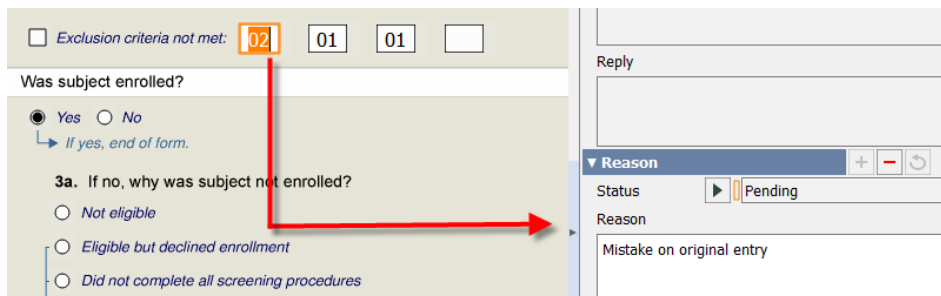 Exclusion criteria not met: 02 01 01
Was subject enrolled?
Yes No
If yes, end of form.
3a. If no, why was subject not enrolled?
Not eligible
Eligible but declined enrollment
Did not complete all screening procedures
Reply
Reason
Status Pending
Reason
Mistake on original entry